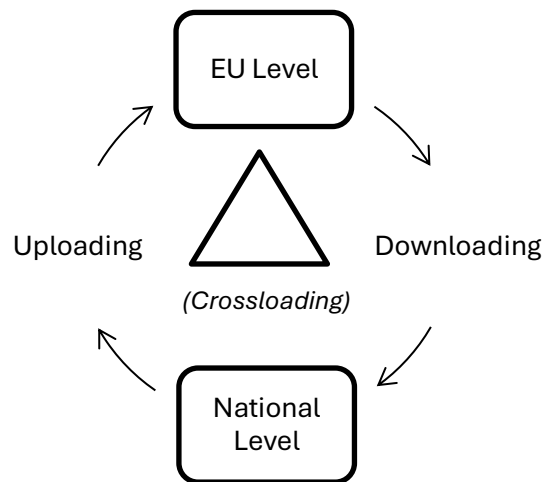 EU Level
Uploading
Downloading
(Crossloading)
National
Level